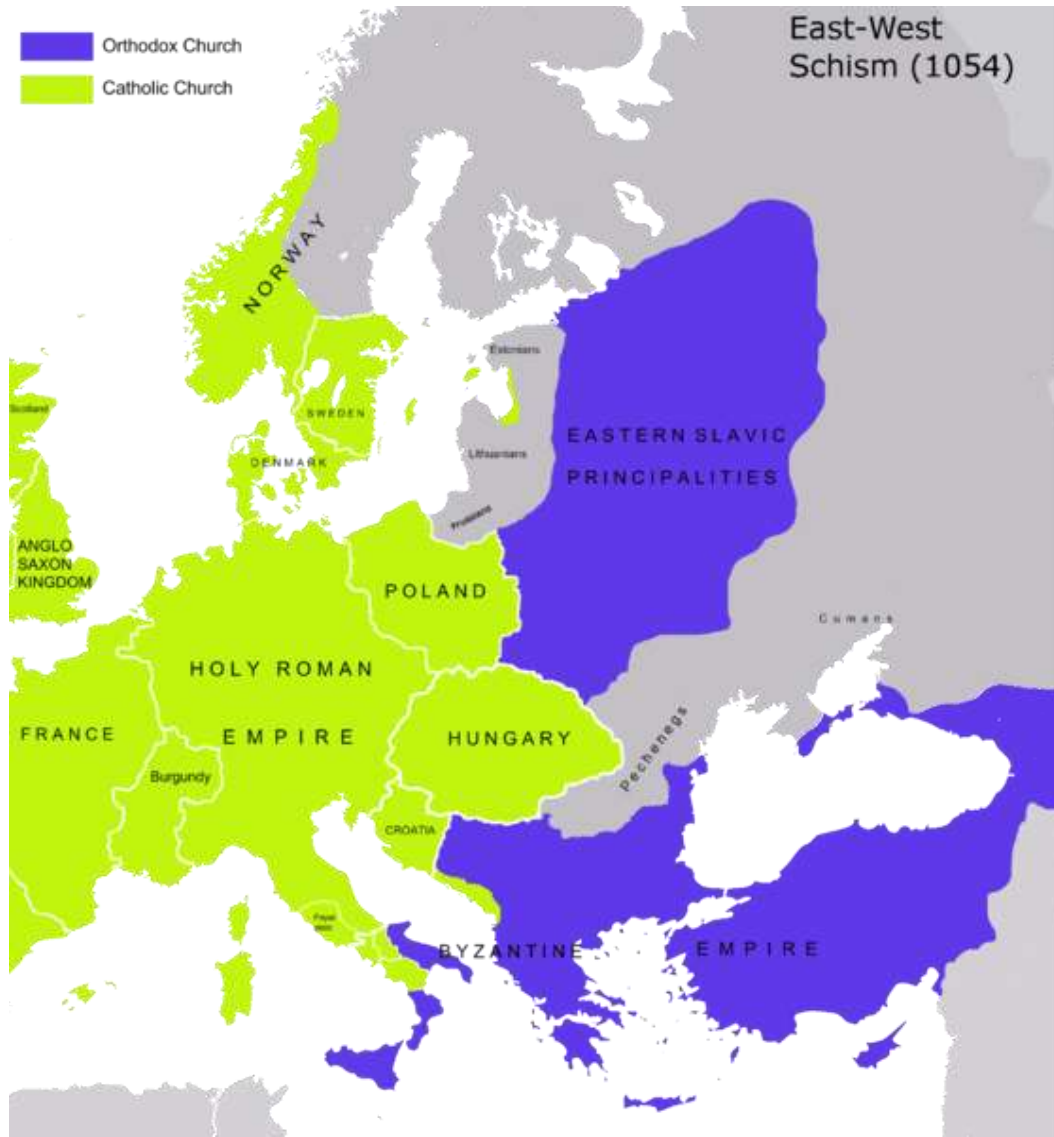 Orthodox Church
Catholic Church
East-West
Schism (1054)
NORWAY
Estonians
Scotland
SWEDEN
EASTERN SLAVIC
DENMARK
Lithuanians
PRINCIPALITIES
ANGLO
SAXON
KINGDOM
POLAND
Cumans
HOLY ROMAN
EMPIRE
FRANCE
HUNGARY
Pechenegs
Burgundy
CROATIA
Papal
BYZANTINE
EMPIRE